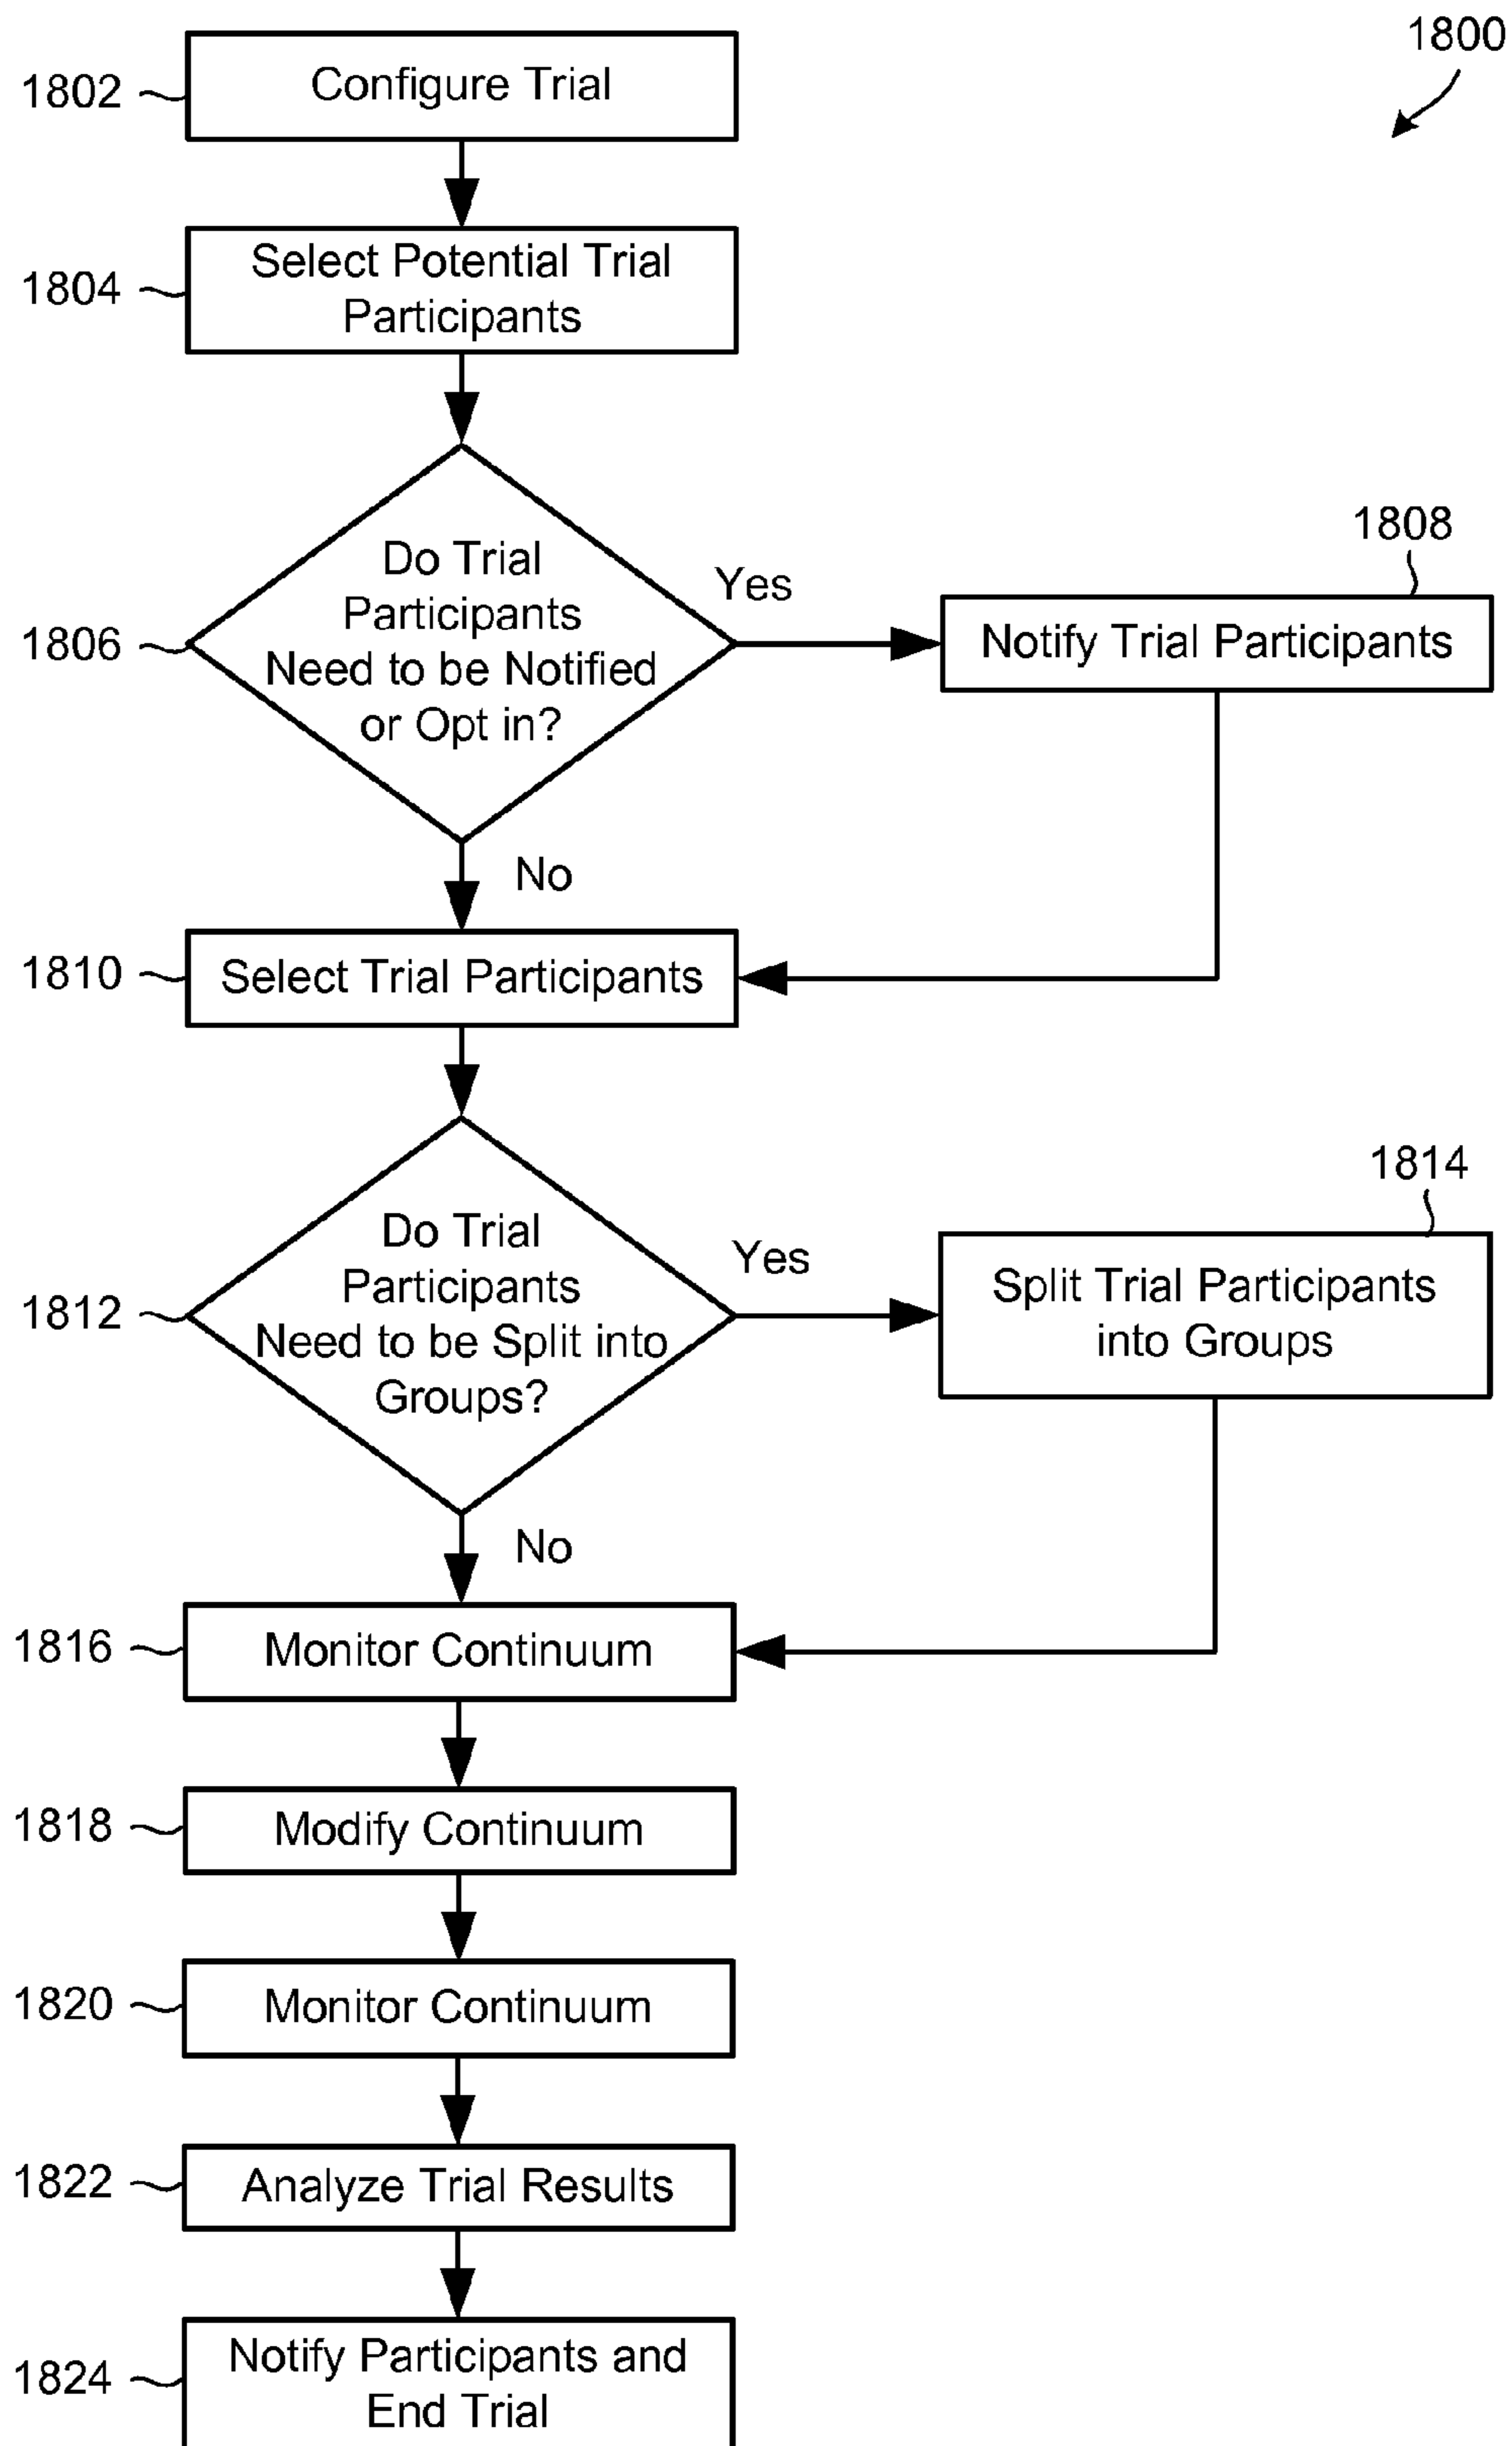 1800
1802
Configure Trial
1804
Select Potential Trial
Participants
1806
Do Trial
Participants
Need to be Notified
or Opt in?
Yes
1808
Notify Trial Participants
No
1810
Select Trial Participants
1812
Do Trial
Participants
Need to be Split into
Groups?
Yes
1814
Split Trial Participants
into Groups
No
1816
Monitor Continuum
1818
Modify Continuum
1820
Monitor Continuum
1822
Analyze Trial Results
1824
Notify Participants and
End Trial